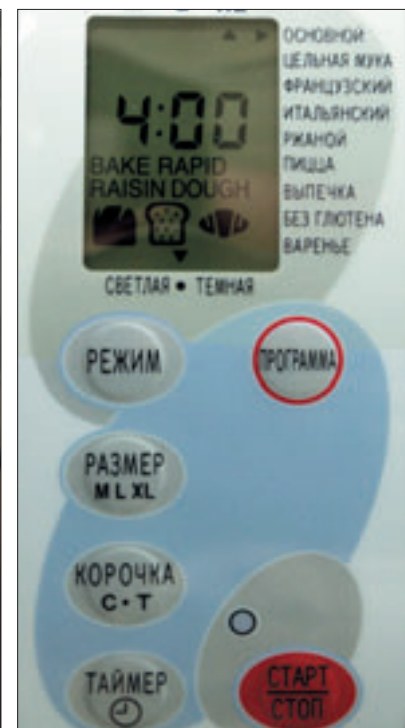 ОСНОВНОЙ
ЦЕЛЬНАЯ МУКА
ФРАНЦУЗСКИЙ
ИТАЛЬЯНСКИЙ
РЖАНОЙ
ПИЦЦА
ВЫПЕЧКА
БЕЗ ГЛЮТЕНА
ВАРЕНЬЕ
4:00
BAKE RAPID
RAISIN DOUGH
СВЕТЛАЯ • ТЕМНАЯ
РЕЖИМ
ПРОГРАММА
РАЗМЕР
M L XL
КОРОЧКА
С • Т
ТАЙМЕР
СТАРТ
СТОП